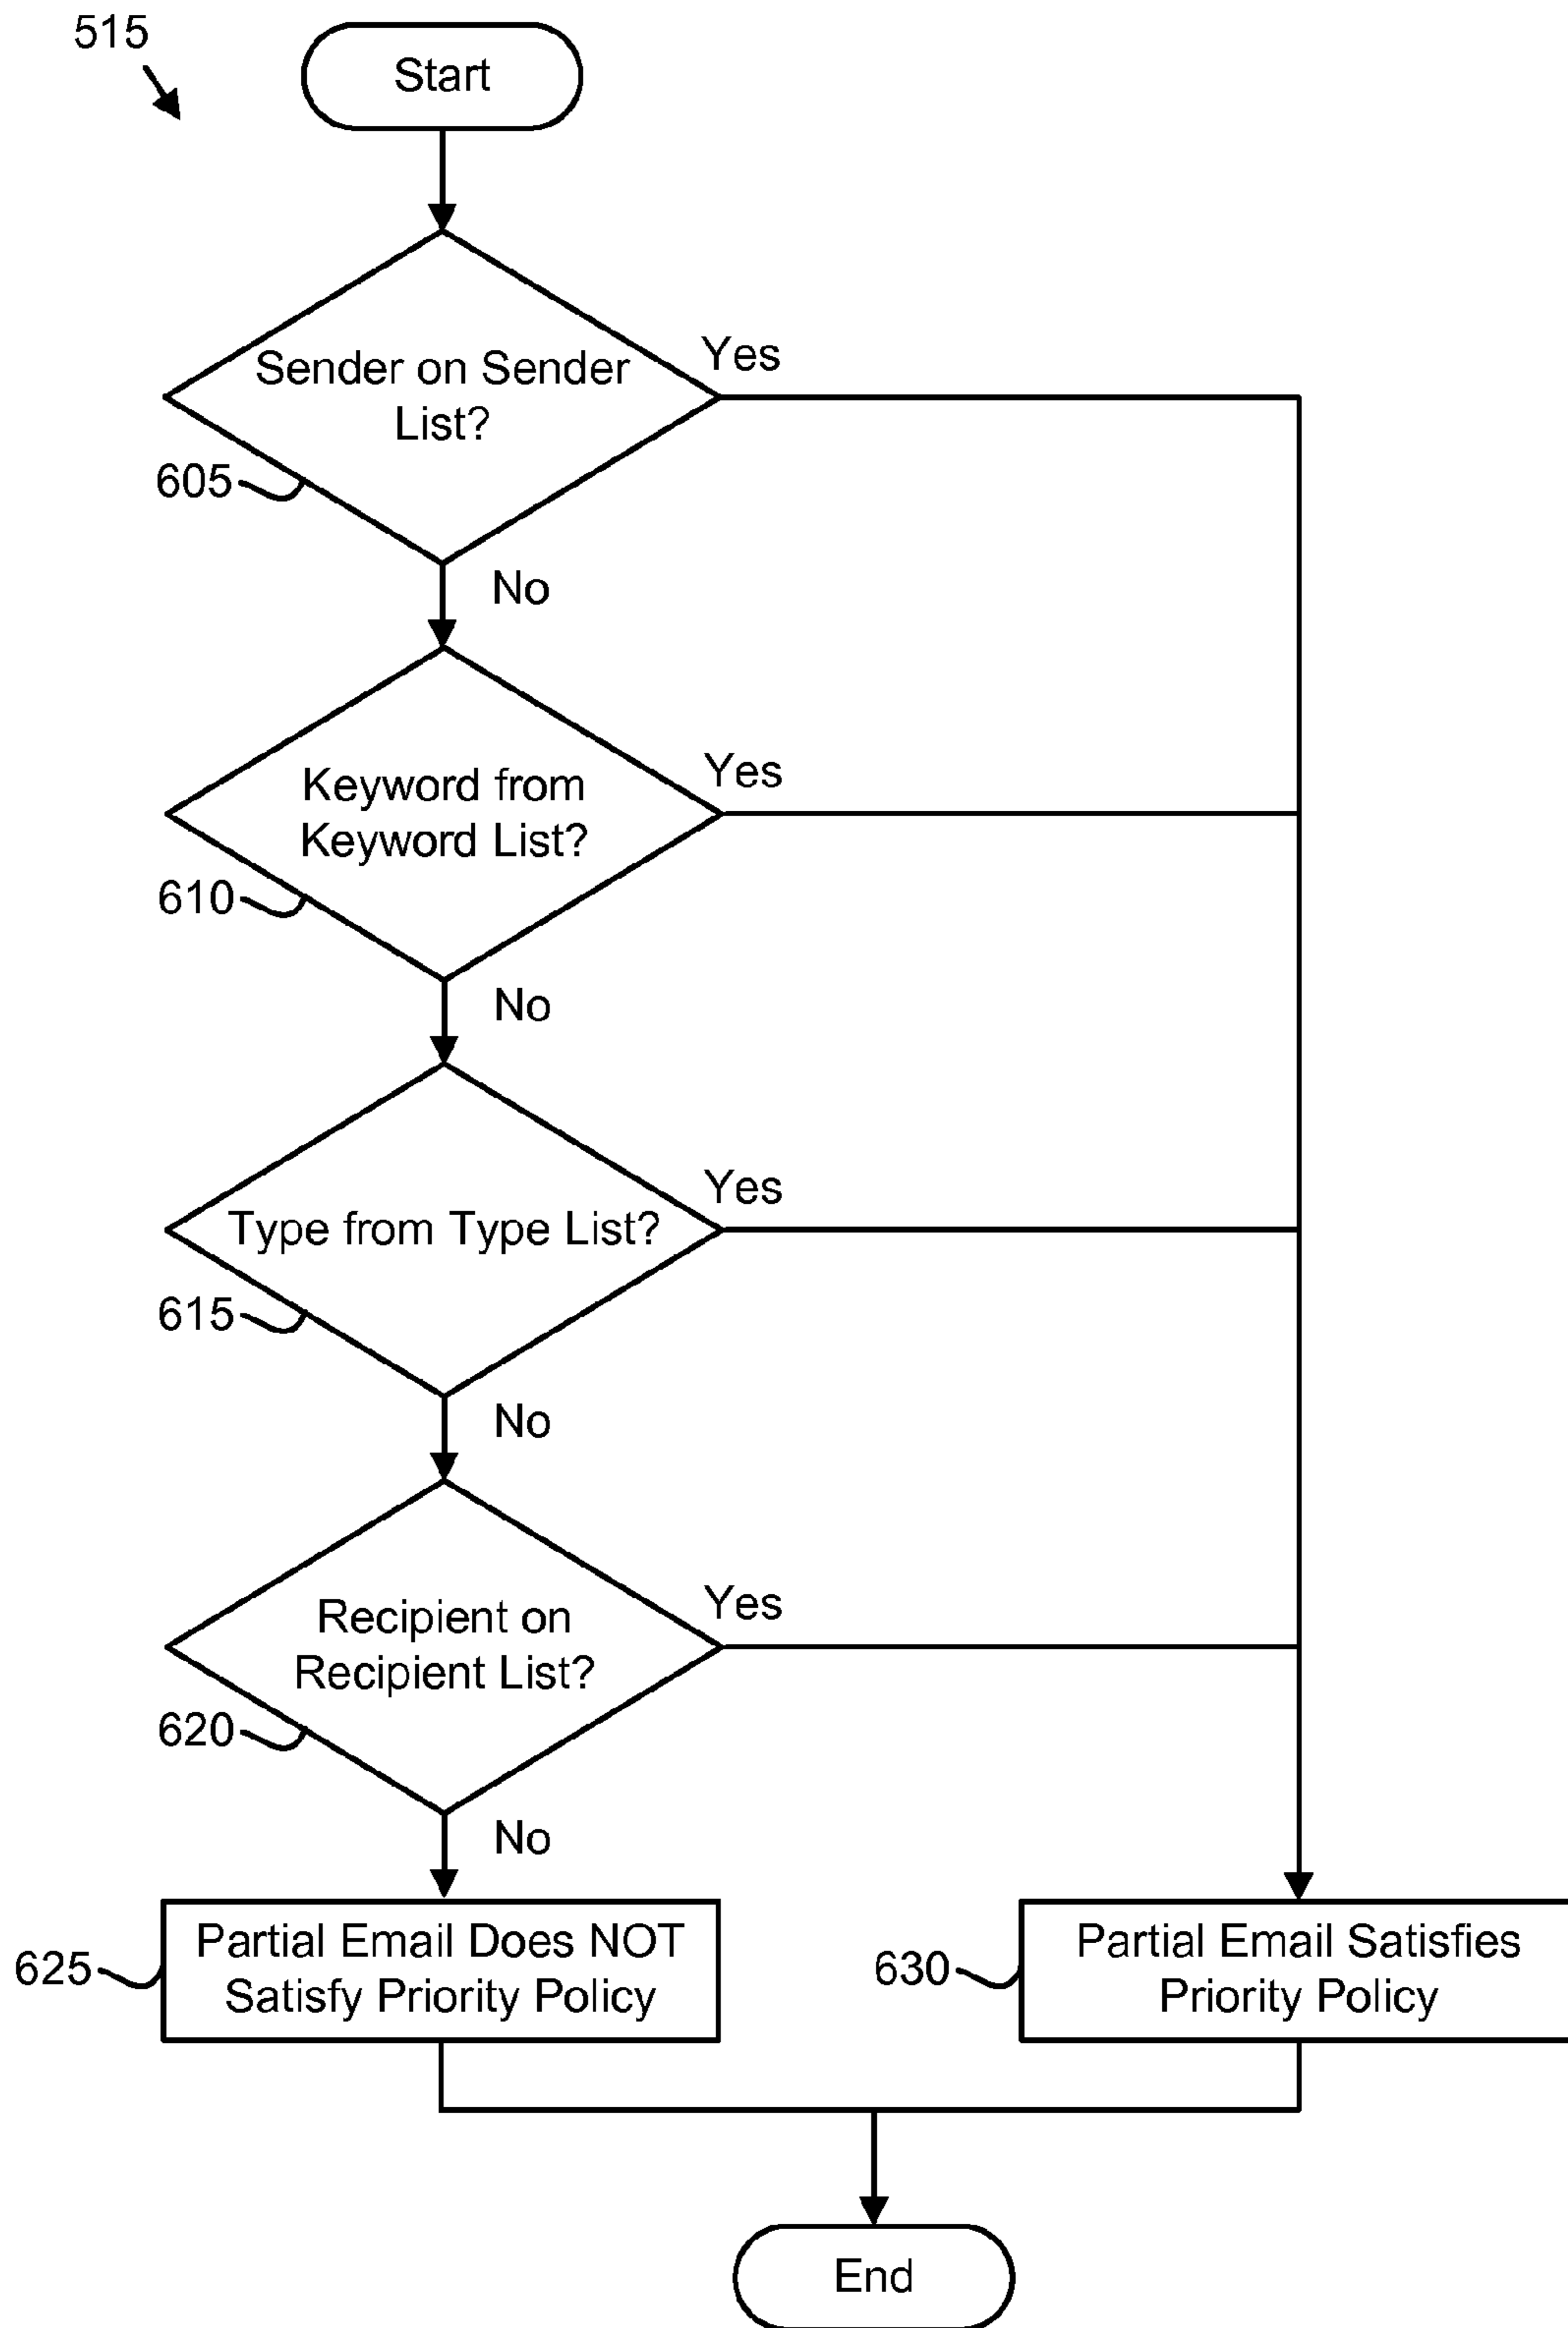 515
Start
Sender on Sender
List?
Yes
605
No
Keyword from
Keyword List?
Yes
610
No
Type from Type List?
Yes
615
No
Recipient on
Recipient List?
Yes
620
No
Partial Email Does NOT
Satisfy Priority Policy
625
Partial Email Satisfies
Priority Policy
630
End